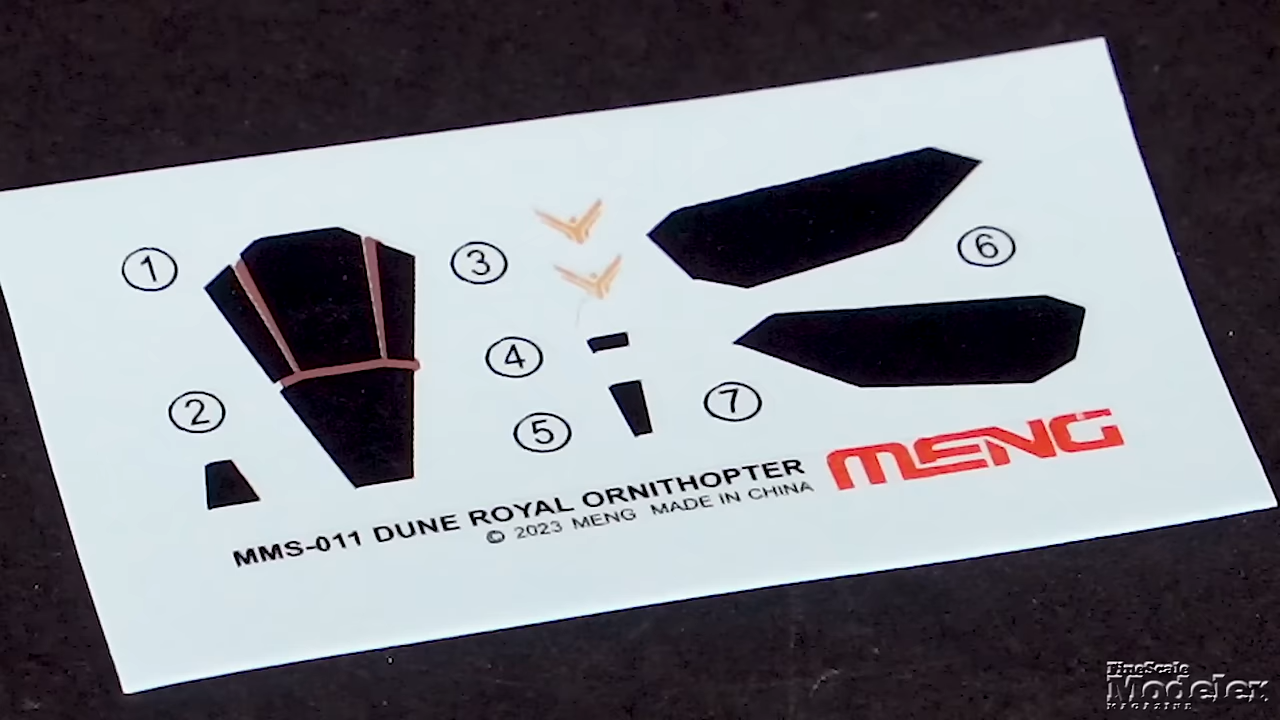 1
3
6
2
4
5
7
MENG
MMS-011 DUNE ROYAL ORNITHOPTER
© 2023 MENG MADE IN CHINA
FineScale
Modeler
MAGAZINE